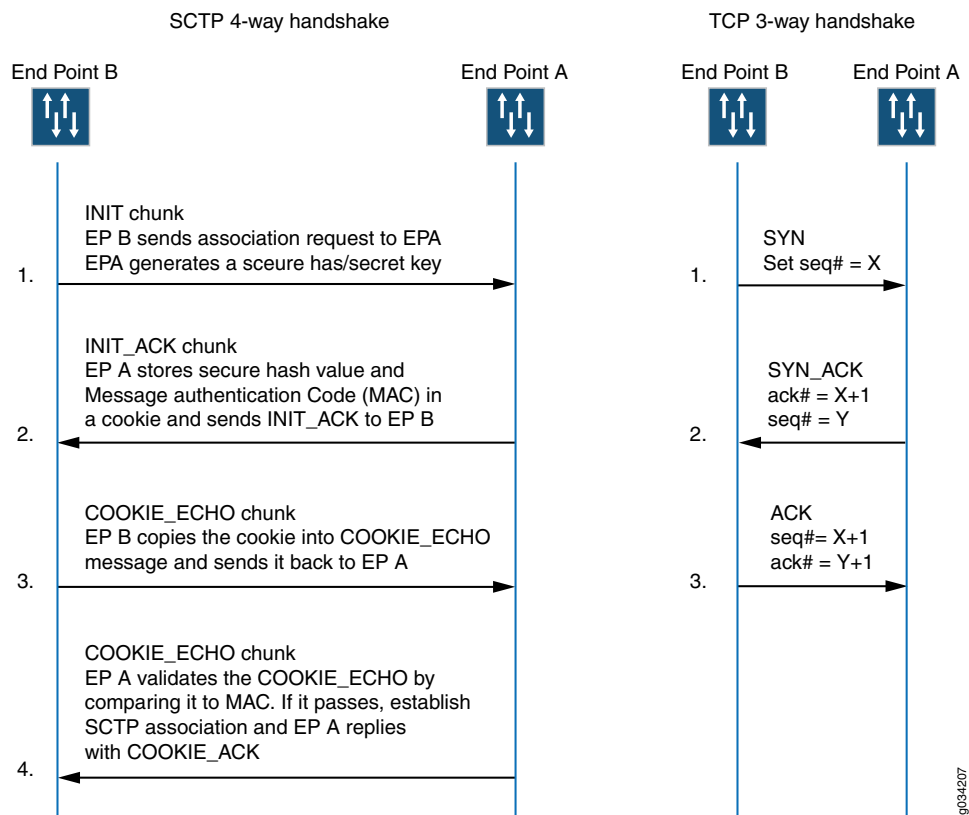 SCTP 4-way handshake
End Point B
End Point A
INIT chunk
EP B sends association request to EPA
EPA generates a sceure has/secret key
1.
INIT_ACK chunk
EP A stores secure hash value and
Message authentication Code (MAC) in
a cookie and sends INIT_ACK to EP B
2.
COOKIE_ECHO chunk
EP B copies the cookie into COOKIE_ECHO
message and sends it back to EP A
3.
COOKIE_ECHO chunk
EP A validates the COOKIE_ECHO by
comparing it to MAC. If it passes, establish
SCTP association and EP A replies
with COOKIE_ACK
4.
TCP 3-way handshake
End Point B
End Point A
SYN
Set seq# = X
1.
SYN_ACK
ack# = X+1
seq# = Y
2.
ACK
seq#= X+1
ack# = Y+1
3.
g034207